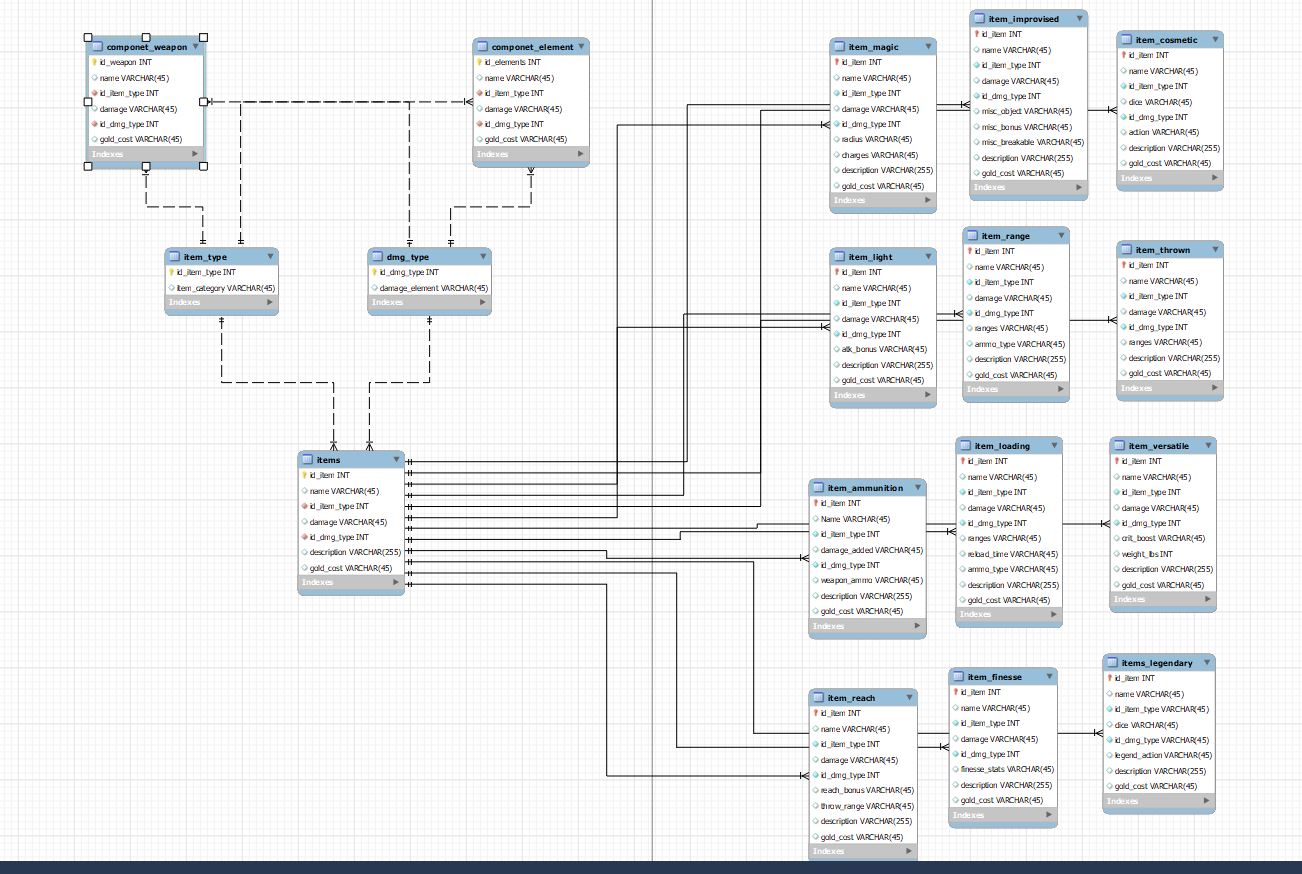 componet_weapon
id_weapon INT
name VARCHAR(45)
id_item_type INT
damage VARCHAR(45)
id_dmg_type INT
gold_cost VARCHAR(45)
Indexes
componet_element
id_elements INT
name VARCHAR(45)
id_item_type INT
damage VARCHAR(45)
id_dmg_type INT
gold_cost VARCHAR(45)
Indexes
item_type
id_item_type INT
item_category VARCHAR(45)
Indexes
dmg_type
id_dmg_type INT
damage_element VARCHAR(45)
Indexes
items
id_item INT
name VARCHAR(45)
id_item_type INT
damage VARCHAR(45)
id_dmg_type INT
description VARCHAR(255)
gold_cost VARCHAR(45)
Indexes
item_magic
id_item INT
name VARCHAR(45)
id_item_type INT
damage VARCHAR(45)
id_dmg_type INT
radius VARCHAR(45)
charges VARCHAR(45)
description VARCHAR(255)
gold_cost VARCHAR(45)
Indexes
item_improvised
id_item INT
name VARCHAR(45)
id_item_type INT
damage VARCHAR(45)
id_dmg_type INT
misc_object VARCHAR(45)
misc_bonus VARCHAR(45)
misc_breakable VARCHAR(45)
description VARCHAR(255)
gold_cost VARCHAR(45)
Indexes
item_cosmetic
id_item INT
name VARCHAR(45)
id_item_type INT
dice VARCHAR(45)
id_dmg_type INT
action VARCHAR(45)
description VARCHAR(255)
gold_cost VARCHAR(45)
Indexes
item_light
id_item INT
name VARCHAR(45)
id_item_type INT
damage VARCHAR(45)
id_dmg_type INT
atk_bonus VARCHAR(45)
description VARCHAR(255)
gold_cost VARCHAR(45)
Indexes
item_range
id_item INT
name VARCHAR(45)
id_item_type INT
damage VARCHAR(45)
id_dmg_type INT
ranges VARCHAR(45)
ammo_type VARCHAR(45)
description VARCHAR(255)
gold_cost VARCHAR(45)
Indexes
item_thrown
id_item INT
name VARCHAR(45)
id_item_type INT
damage VARCHAR(45)
id_dmg_type INT
ranges VARCHAR(45)
description VARCHAR(255)
gold_cost VARCHAR(45)
Indexes
item_ammunition
id_item INT
Name VARCHAR(45)
id_item_type INT
damage_added VARCHAR(45)
id_dmg_type INT
weapon_ammo VARCHAR(45)
description VARCHAR(255)
gold_cost VARCHAR(45)
Indexes
item_loading
id_item INT
name VARCHAR(45)
id_item_type INT
damage VARCHAR(45)
id_dmg_type INT
ranges VARCHAR(45)
reload_time VARCHAR(45)
ammo_type VARCHAR(45)
description VARCHAR(255)
gold_cost VARCHAR(45)
Indexes
item_versatile
id_item INT
name VARCHAR(45)
id_item_type INT
damage VARCHAR(45)
id_dmg_type INT
crit_boost VARCHAR(45)
weight_lbs INT
description VARCHAR(255)
gold_cost VARCHAR(45)
Indexes
item_reach
id_item INT
name VARCHAR(45)
id_item_type INT
damage VARCHAR(45)
id_dmg_type INT
reach_bonus VARCHAR(45)
throw_range VARCHAR(45)
description VARCHAR(255)
gold_cost VARCHAR(45)
Indexes
item_finesse
id_item INT
name VARCHAR(45)
id_item_type INT
damage VARCHAR(45)
id_dmg_type INT
finesse_stats VARCHAR(45)
description VARCHAR(255)
gold_cost VARCHAR(45)
Indexes
items_legendary
id_item INT
name VARCHAR(45)
id_item_type VARCHAR(45)
dice VARCHAR(45)
id_dmg_type VARCHAR(45)
legend_action VARCHAR(45)
description VARCHAR(255)
gold_cost VARCHAR(45)
Indexes